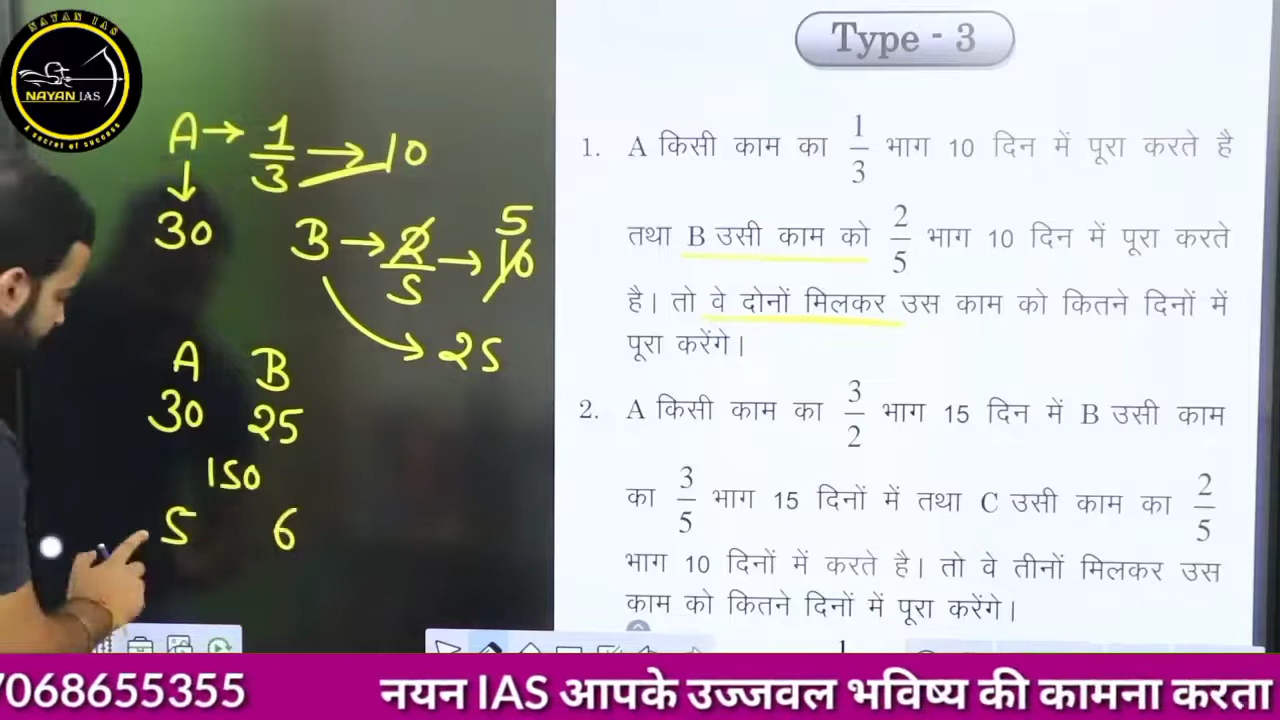 NAYAN IAS
NAYAN IAS
A secret of success
A → 1/3 → 10
30
B → 2/5 → 10
5
25
A B
30 25
150
5 6
Type - 3
1. A किसी काम का 1/3 भाग 10 दिन में पूरा करते है
तथा B उसी काम को 2/5 भाग 10 दिन में पूरा करते
है। तो वे दोनों मिलकर उस काम को कितने दिनों में
पूरा करेंगे।
2. A किसी काम का 3/2 भाग 15 दिन में B उसी काम
का 3/5 भाग 15 दिनों में तथा C उसी काम का 2/5
भाग 10 दिनों में करते है। तो वे तीनों मिलकर उस
काम को कितने दिनों में पूरा करेंगे।
7068655355 नयन IAS आपके उज्जवल भविष्य की कामना करता